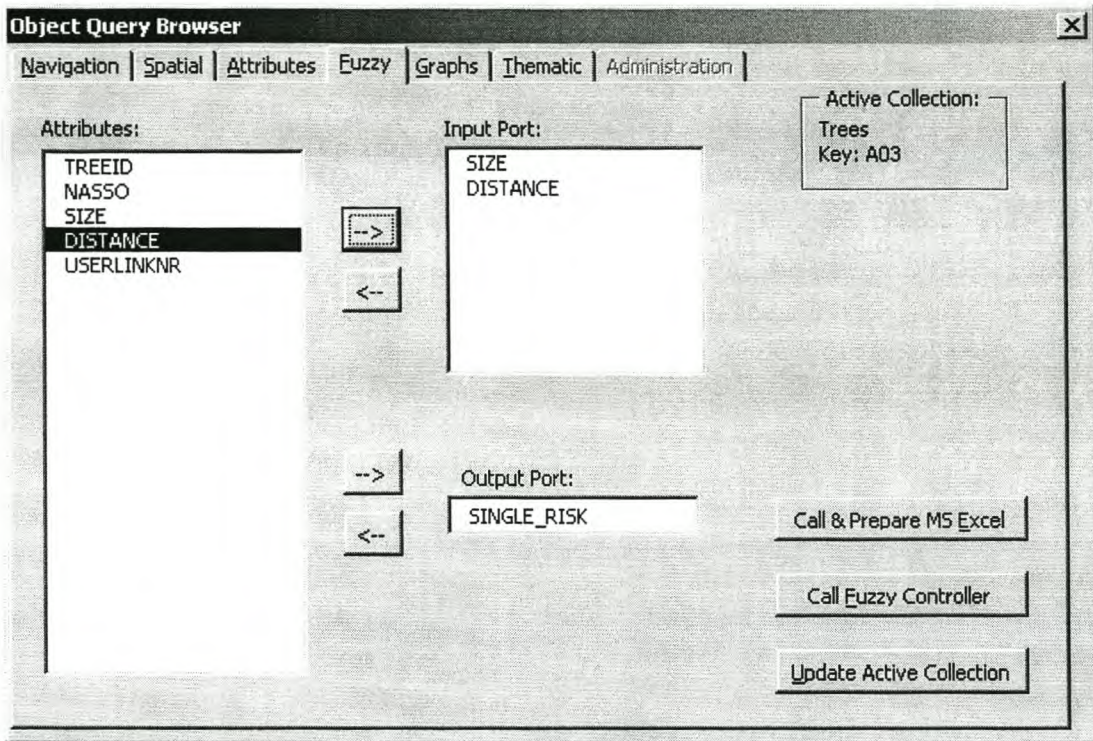 Object Query Browser
Navigation Spatial Attributes Fuzzy Graphs Thematic Administration
Active Collection:
Trees
Key: A03
Attributes:
TREEID
NASSO
SIZE
DISTANCE
USERLINKNR
-->
<--
Input Port:
SIZE
DISTANCE
-->
<--
Output Port:
SINGLE_RISK
Call & Prepare MS Excel
Call Fuzzy Controller
Update Active Collection